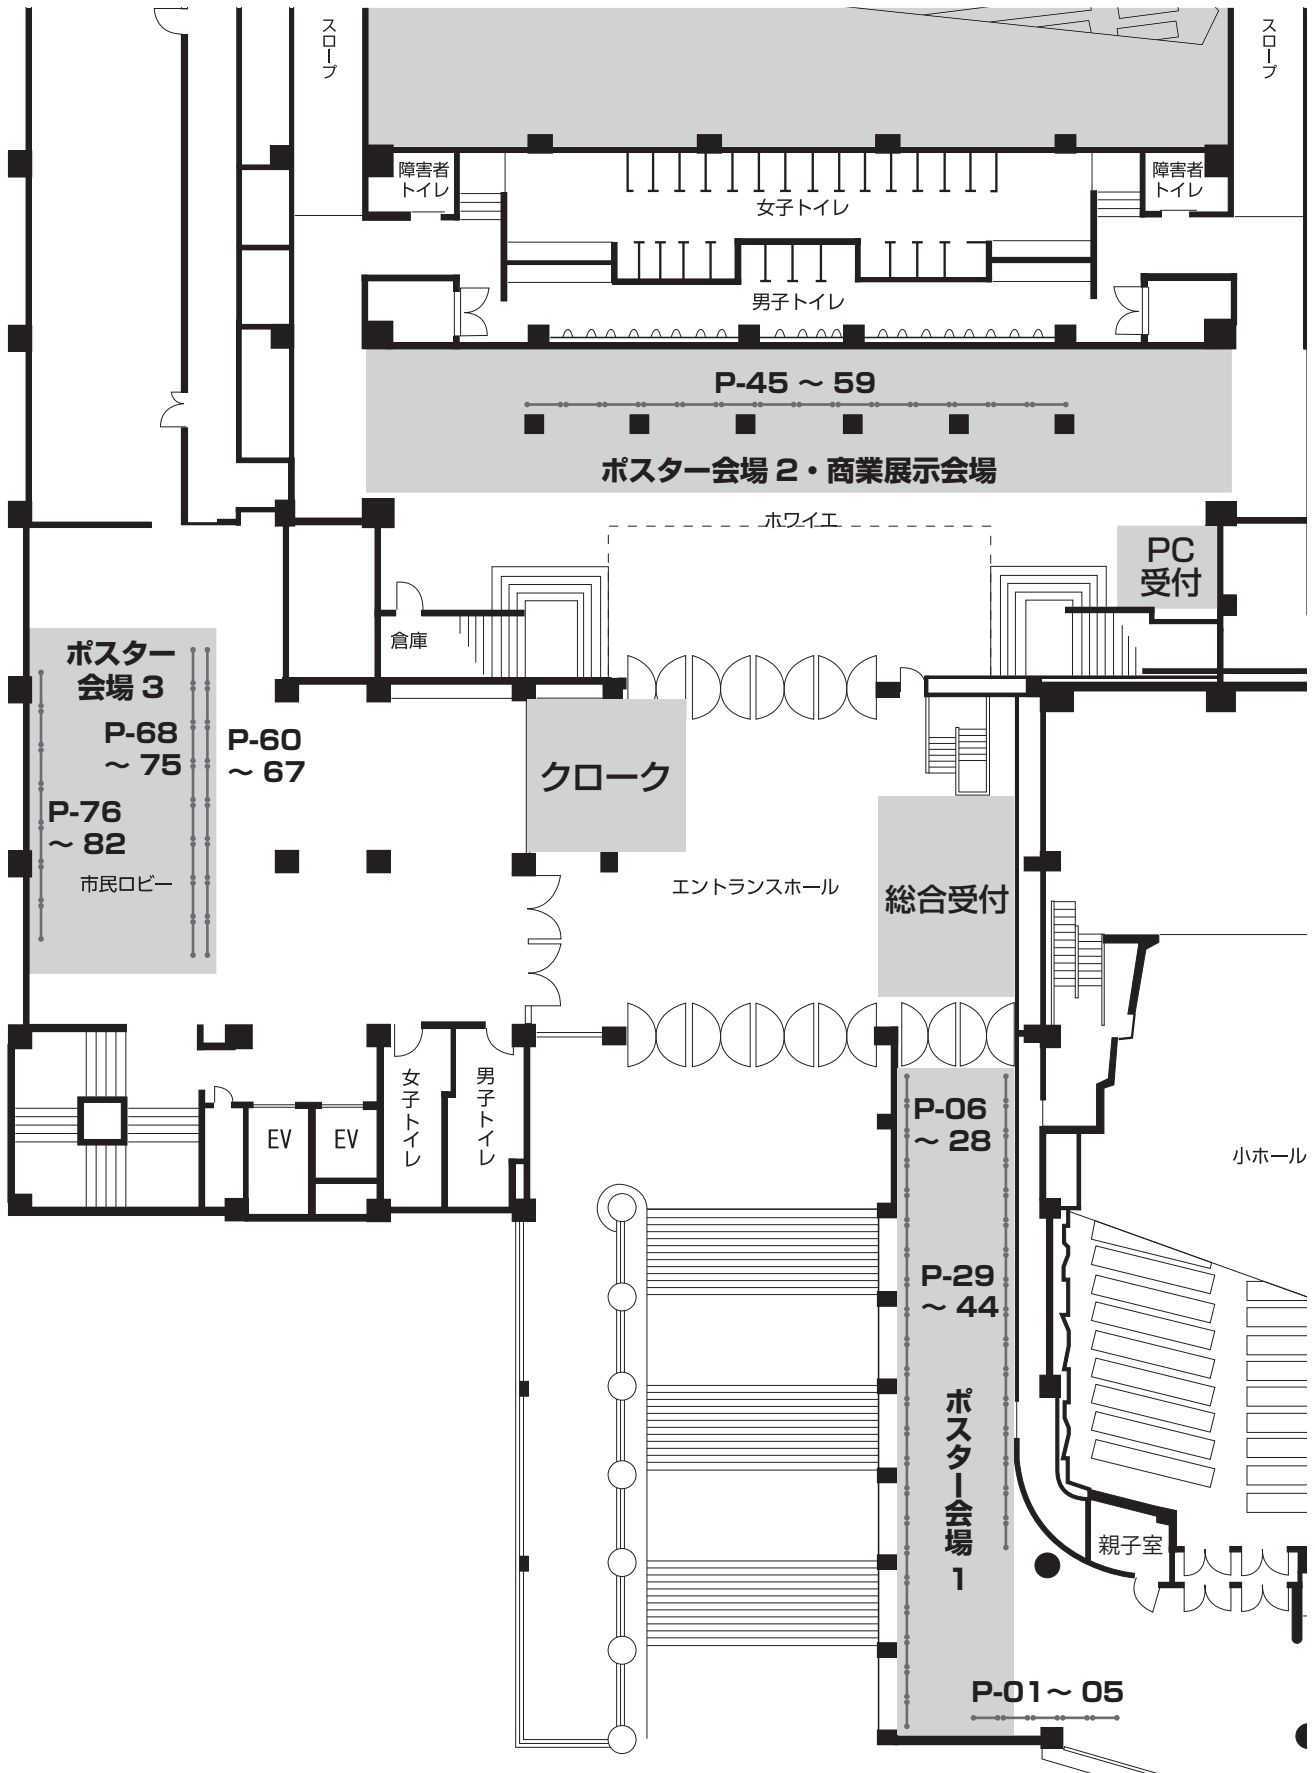 スロープ
スロープ
障害者
トイレ
障害者
トイレ
女子トイレ
男子トイレ
P-45 ～ 59
ポスター会場 2・商業展示会場
ホワイエ
PC
受付
倉庫
ポスター
会場 3
P-68
～ 75
P-60
～ 67
P-76
～ 82
市民ロビー
クローク
エントランスホール
総合受付
女子トイレ
男子トイレ
EV
EV
P-06
～ 28
小ホール
P-29
～ 44
ポスター会場 1
親子室
P-01～ 05